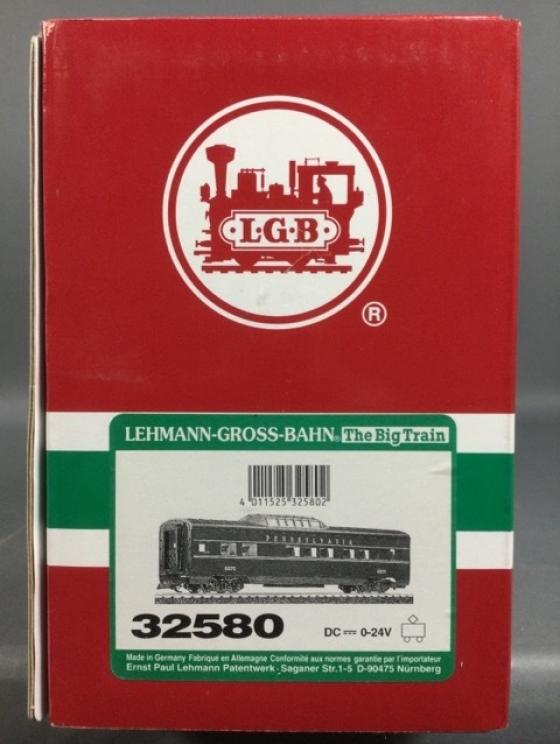 ·L·G·B·
®
LEHMANN-GROSS-BAHN® The Big Train
4 011525 325802
PENNSYLVANIA
32580 DC 0-24V
Made in Germany Fabriqué en Allemagne Conformité aux normes garantie par l'importateur
Ernst Paul Lehmann Patentwerk · Saganer Str.1-5 D-90475 Nürnberg